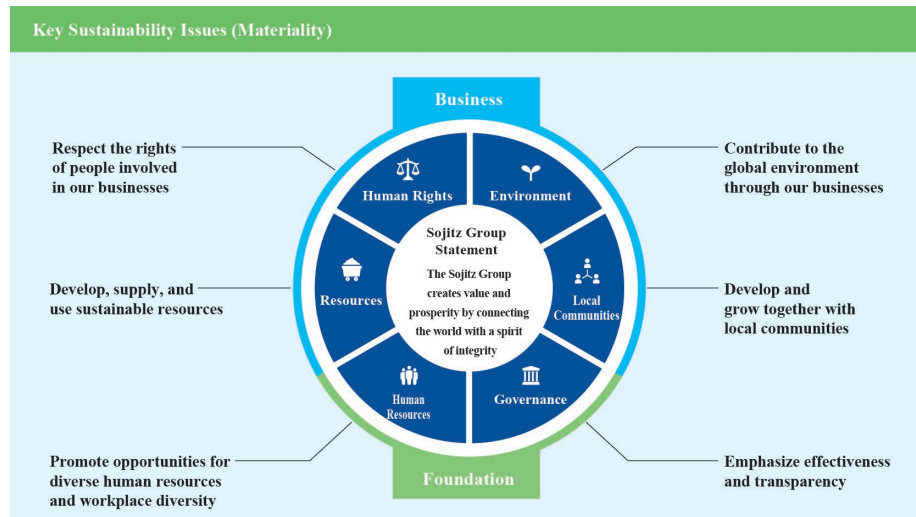 Key Sustainability Issues (Materiality)
Business
Respect the rights
of people involved
in our businesses
Human Rights
Environment
Contribute to the
global environment
through our businesses
Sojitz Group
Statement
The Sojitz Group
creates value and
prosperity by connecting
the world with a spirit
of integrity
Develop, supply, and
use sustainable resources
Resources
Local
Communities
Develop and
grow together with
local communities
Human
Resources
Governance
Promote opportunities for
diverse human resources
and workplace diversity
Foundation
Emphasize effectiveness
and transparency